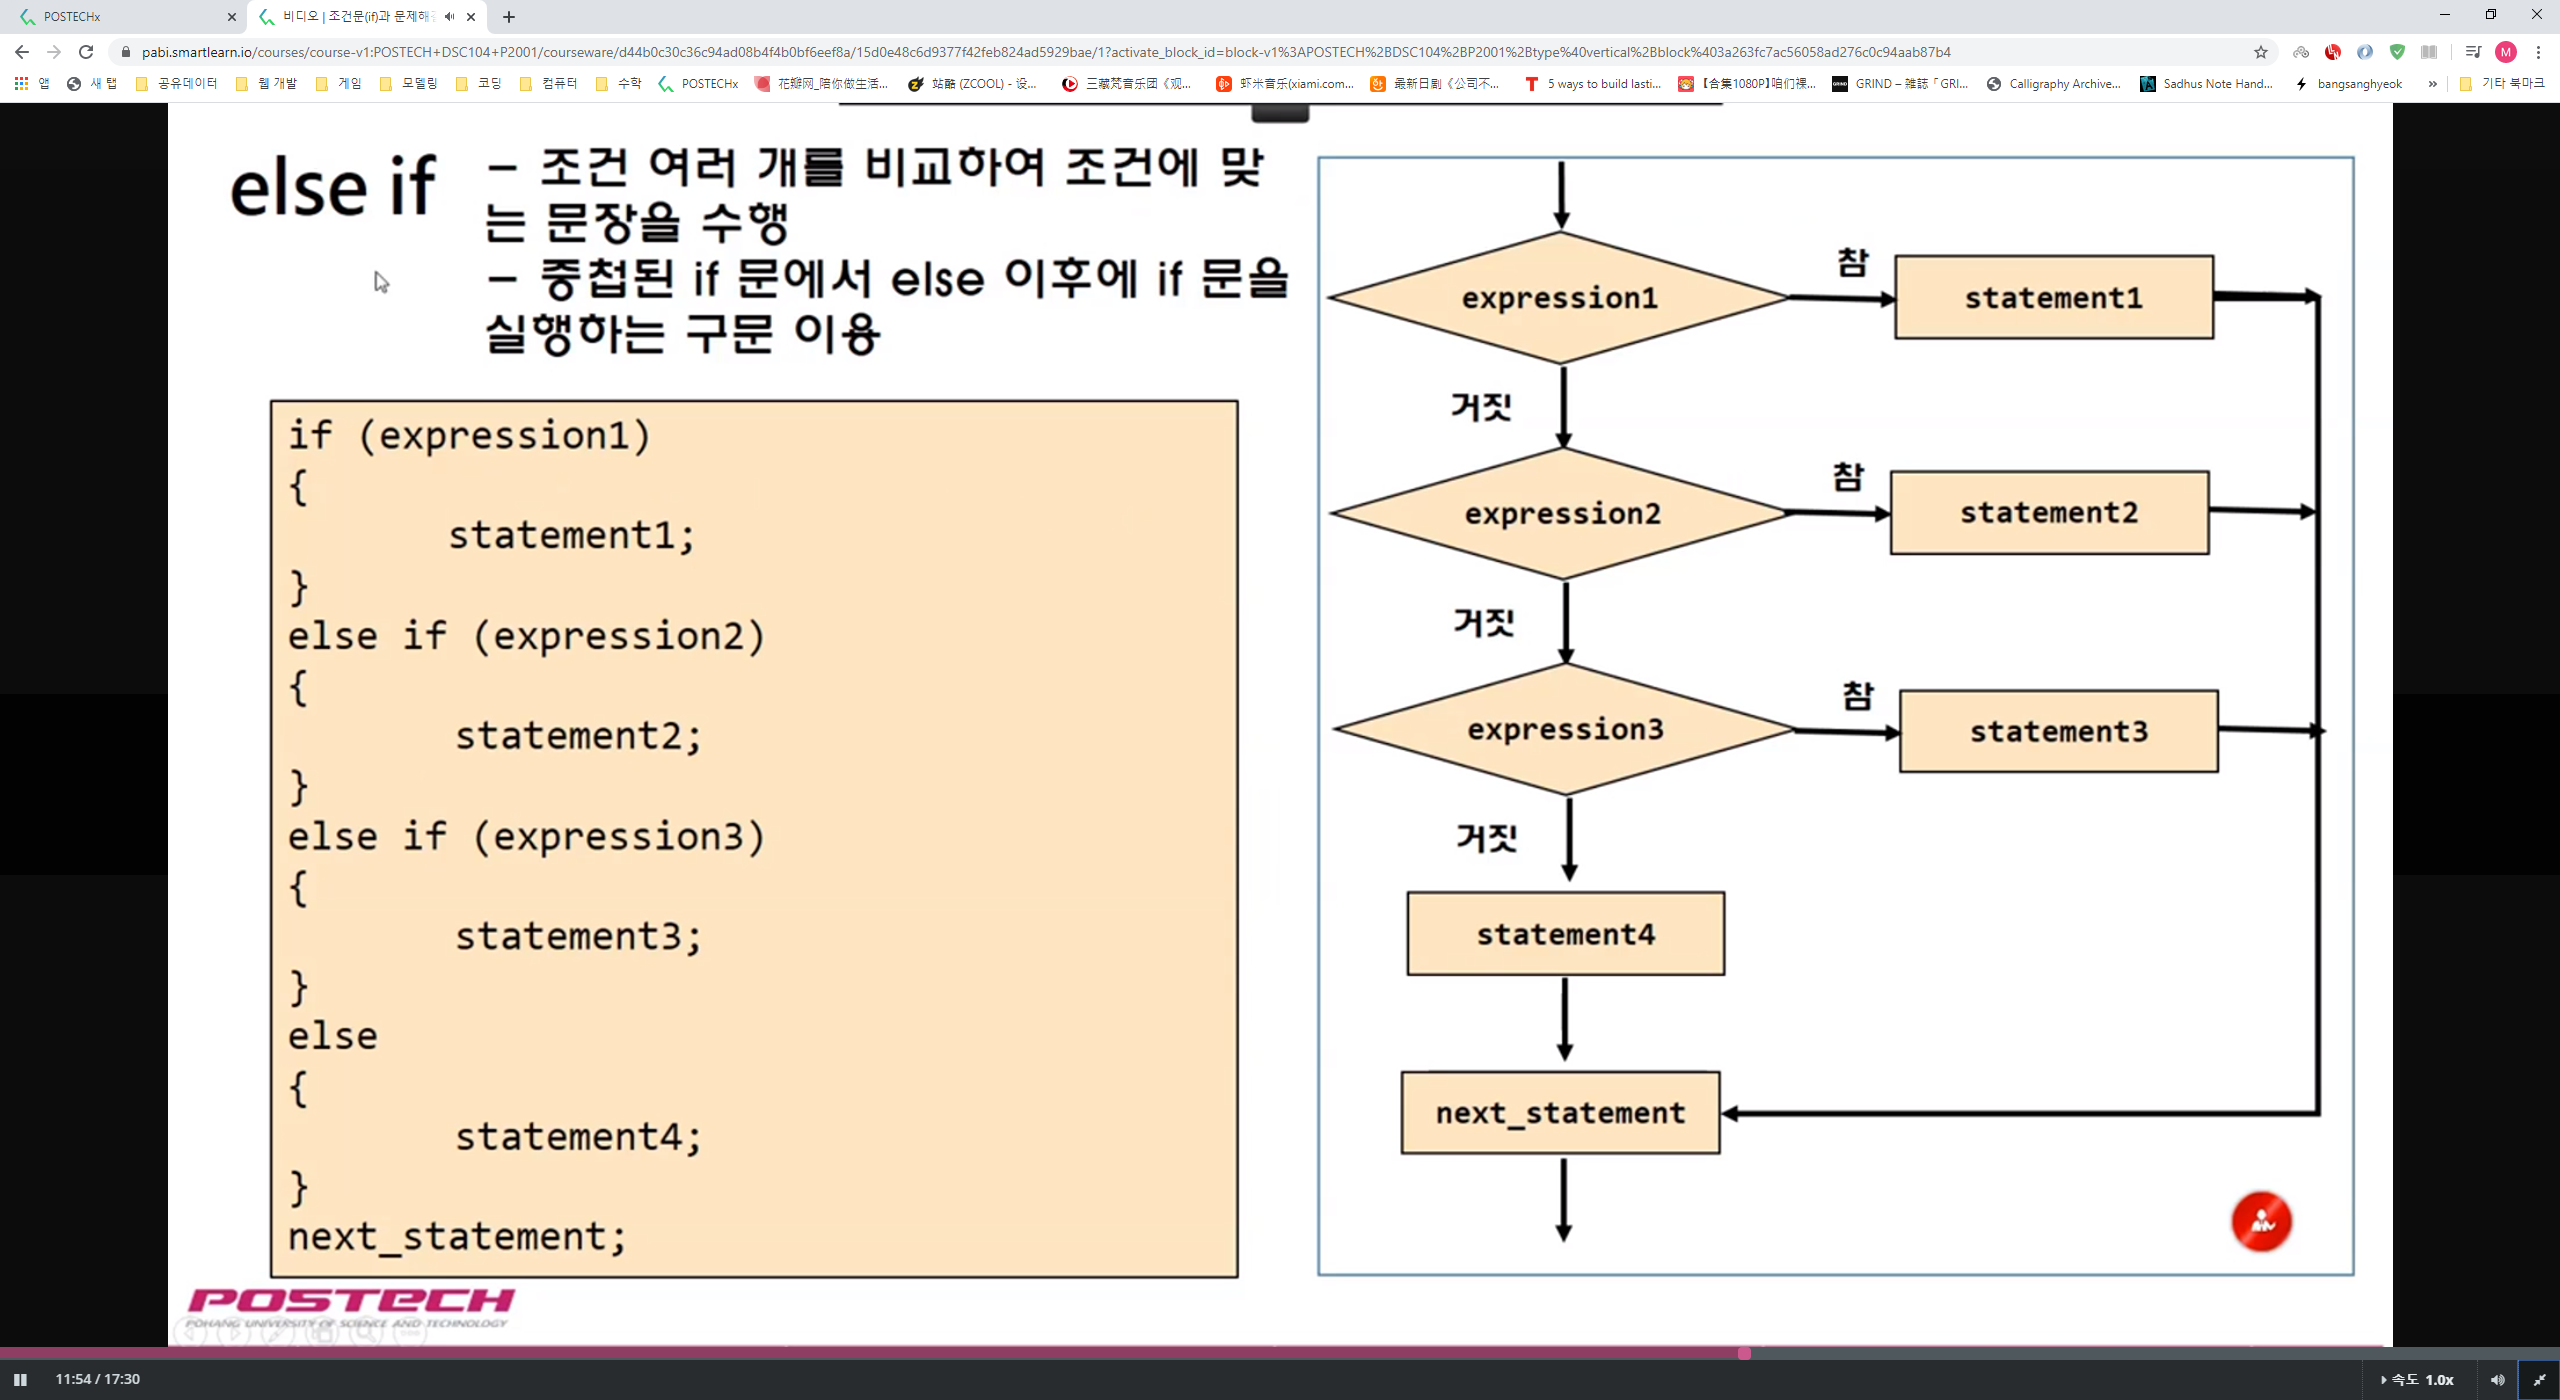 POSTECHx
비디오 | 조건문(if)과 문제해
pabi.smartlearn.io/courses/course-v1:POSTECH+DSC104+P2001/courseware/d44b0c30c36c94ad08b4f4b0bf6eef8a/15d0e48c6d9377f42feb824ad5929bae/1?activate_block_id=block-v1%3APOSTECH%2BDSC104%2BP2001%2Btype%40vertical%2Bblock%403a263fc7ac56058ad276c0c94aab87b4
M
앱 새 탭 공유데이터 웹 개발 게임 모델링 코딩 컴퓨터 수학 POSTECHx 花瓣网_陪你做生活... 站酷 (ZCOOL) - 设... 三藏梵音乐团《观... 虾米音乐(xiami.com... 最新日剧《公司不... 5 ways to build lasti... 【合集1080P】咱们裸... GRIND – 雑誌「GRI... Calligraphy Archive... Sadhus Note Hand... bangsanghyeok » 기타 북마크
else if
– 조건 여러 개를 비교하여 조건에 맞
는 문장을 수행
– 중첩된 if 문에서 else 이후에 if 문을
실행하는 구문 이용
if (expression1)
{
statement1;
}
else if (expression2)
{
statement2;
}
else if (expression3)
{
statement3;
}
else
{
statement4;
}
next_statement;
expression1
참
statement1
거짓
expression2
참
statement2
거짓
expression3
참
statement3
거짓
statement4
next_statement
POSTECH
POHANG UNIVERSITY OF SCIENCE AND TECHNOLOGY
11:54 / 17:30
속도 1.0x